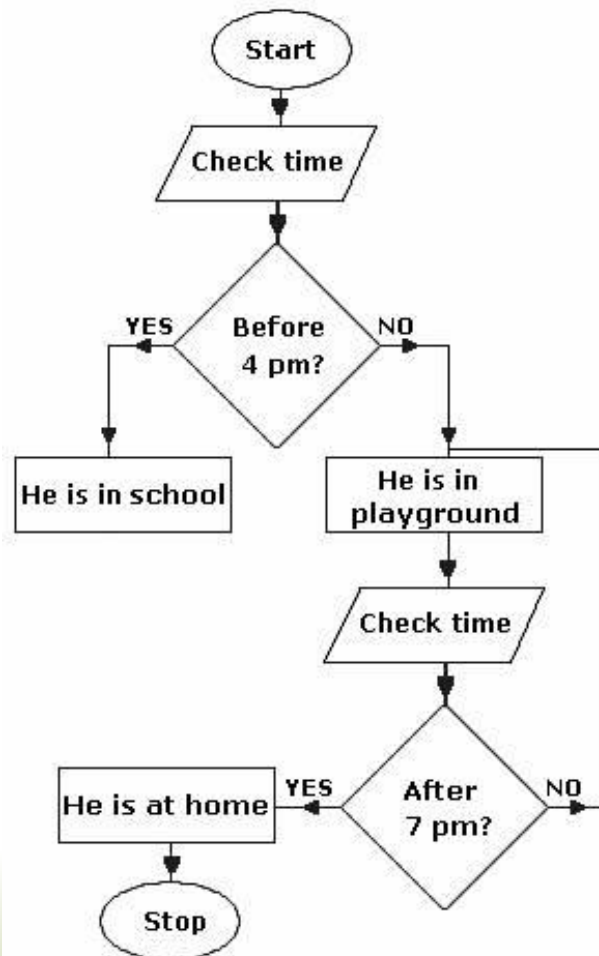 Start
Check time
YES
Before
4 pm?
NO
He is in school
He is in
playground
Check time
He is at home
YES
After
7 pm?
NO
Stop